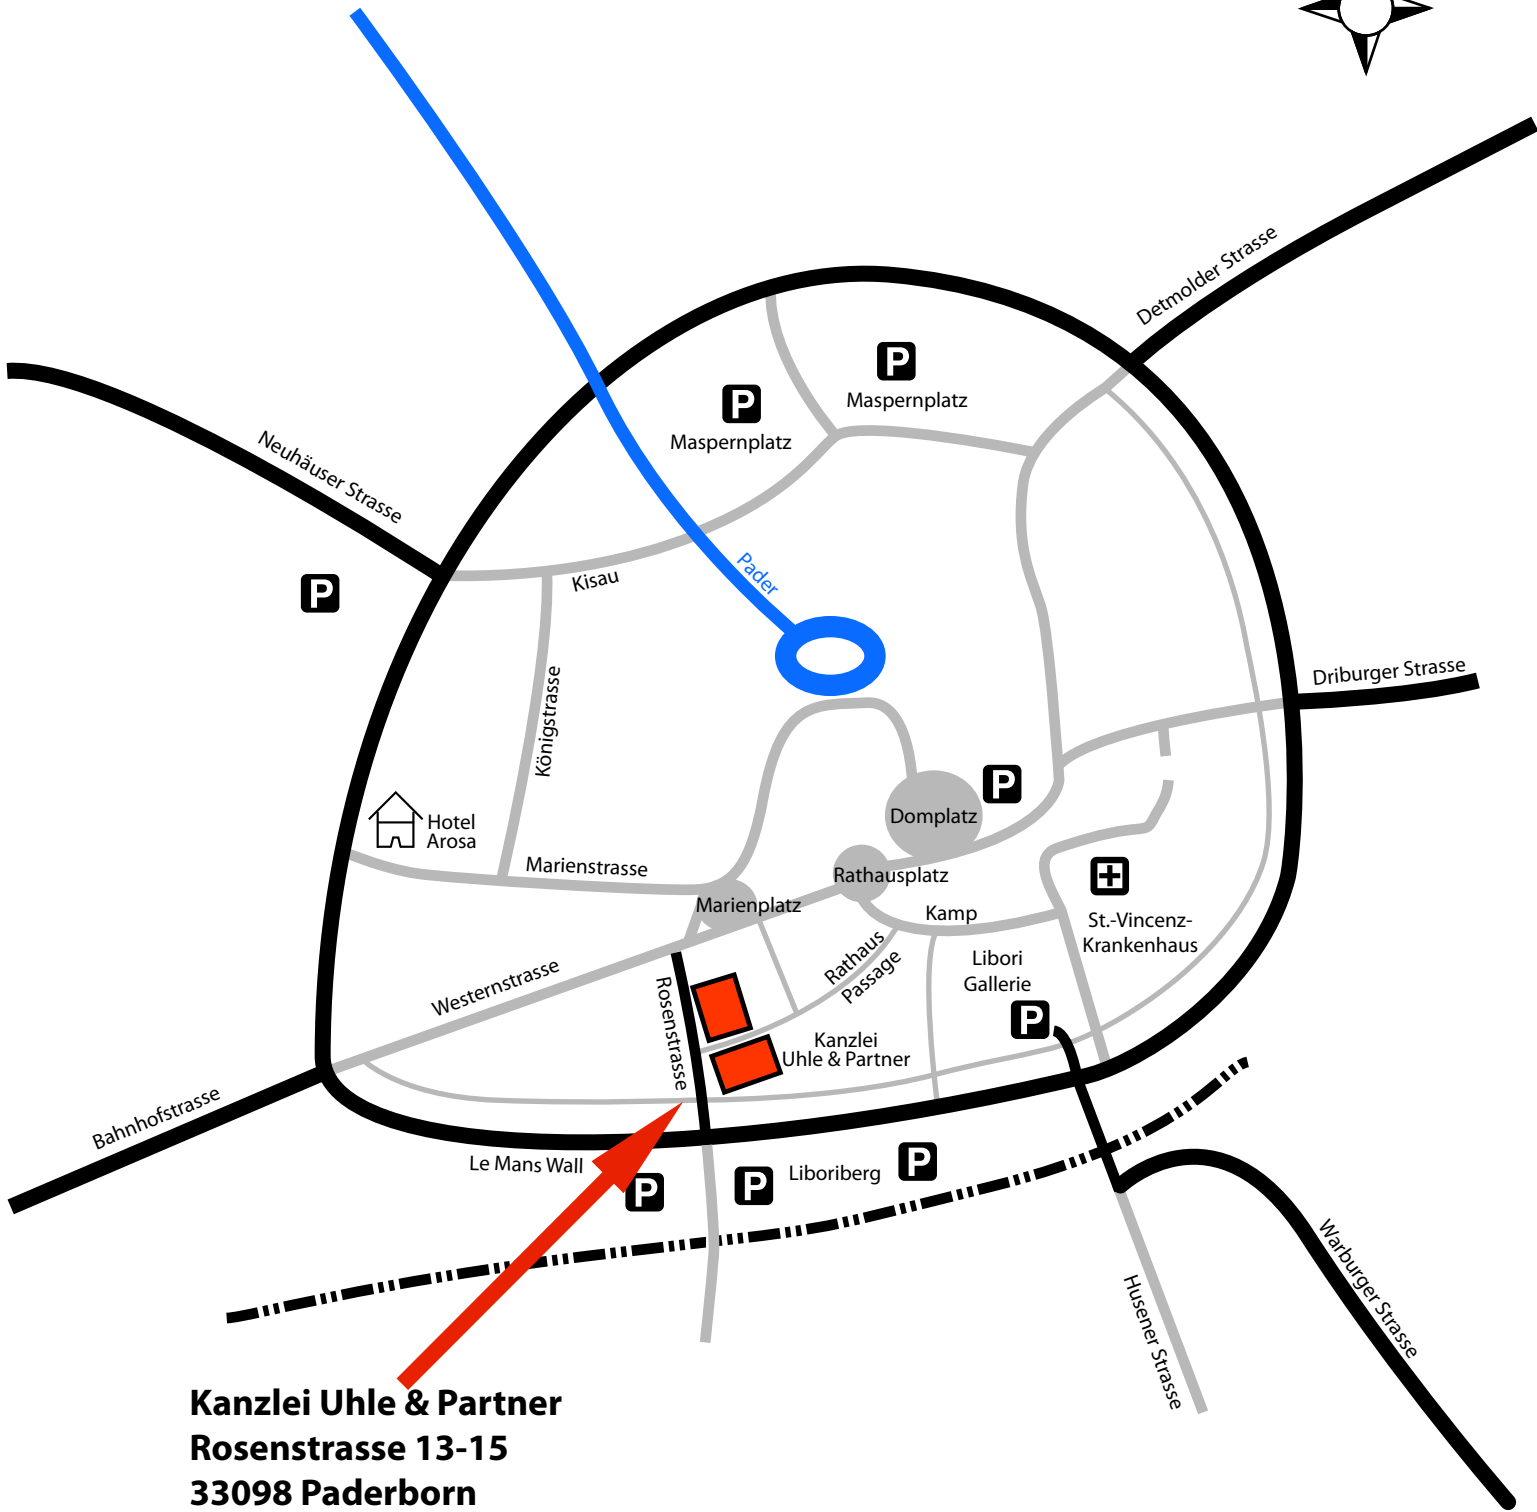 Detmolder Strasse
P
Maspernplatz
P
Maspernplatz
Neuhäuser Strasse
P
Kisau
Pader
Königstrasse
Driburger Strasse
P
Domplatz
Hotel
Arosa
Marienstrasse
Rathausplatz
Marienplatz
Kamp
St.-Vincenz-
Krankenhaus
Rathaus
Passage
Libori
Gallerie
P
Westernstrasse
Rosenstrasse
Kanzlei
Uhle & Partner
Bahnhofstrasse
Le Mans Wall
P
P
Liboriberg
P
Husener Strasse
Warburger Strasse
Kanzlei Uhle & Partner
Rosenstrasse 13-15
33098 Paderborn